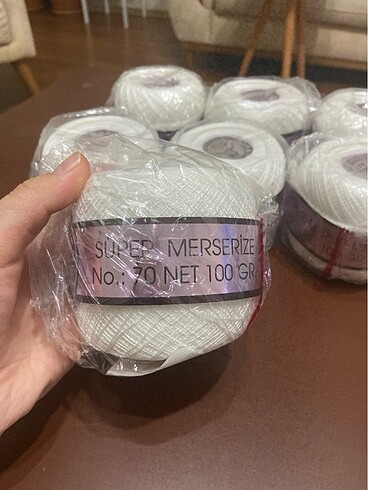 SUPER MERSERİZE
No.: 70 NET 100 GR